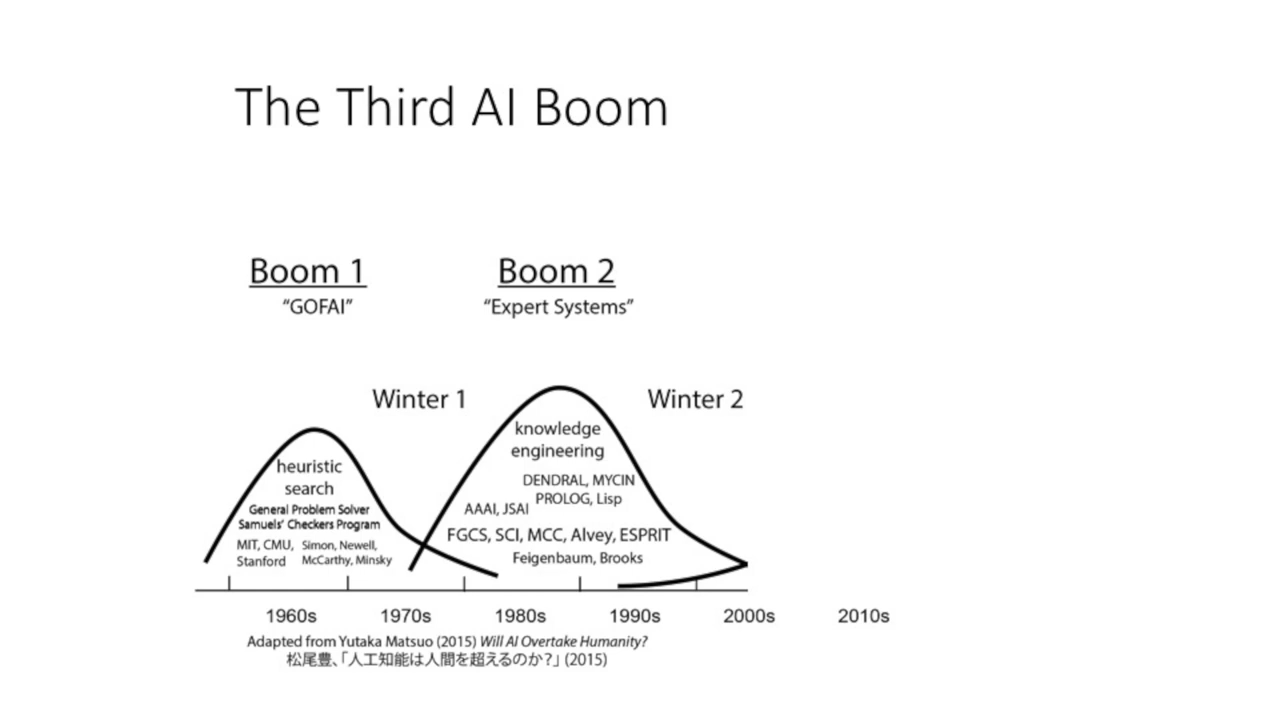 The Third AI Boom
Boom 1
Boom 2
“GOFAI”
“Expert Systems”
Winter 1
Winter 2
heuristic
search
General Problem Solver
Samuels’ Checkers Program
MIT, CMU,
Stanford
Simon, Newell,
McCarthy, Minsky
knowledge
engineering
DENDRAL, MYCIN
PROLOG, Lisp
AAAI, JSAI
FGCS, SCI, MCC, Alvey, ESPRIT
Feigenbaum, Brooks
1960s 1970s 1980s 1990s 2000s 2010s
Adapted from Yutaka Matsuo (2015) Will AI Overtake Humanity?
松尾豊、「人工知能は人間を超えるのか?」 (2015)